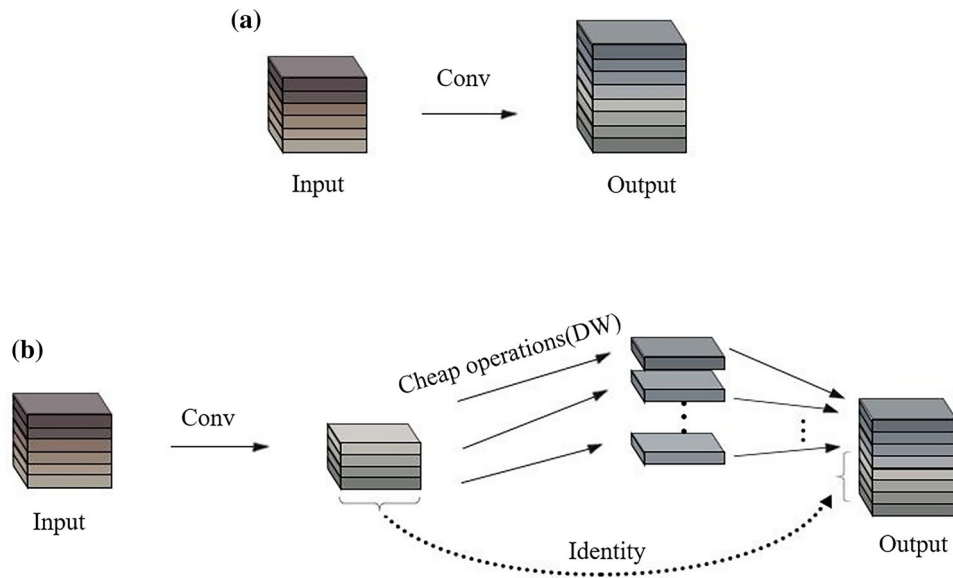 (a)
Conv
Input
Output
(b)
Cheap operations(DW)
Conv
Input
Identity
Output